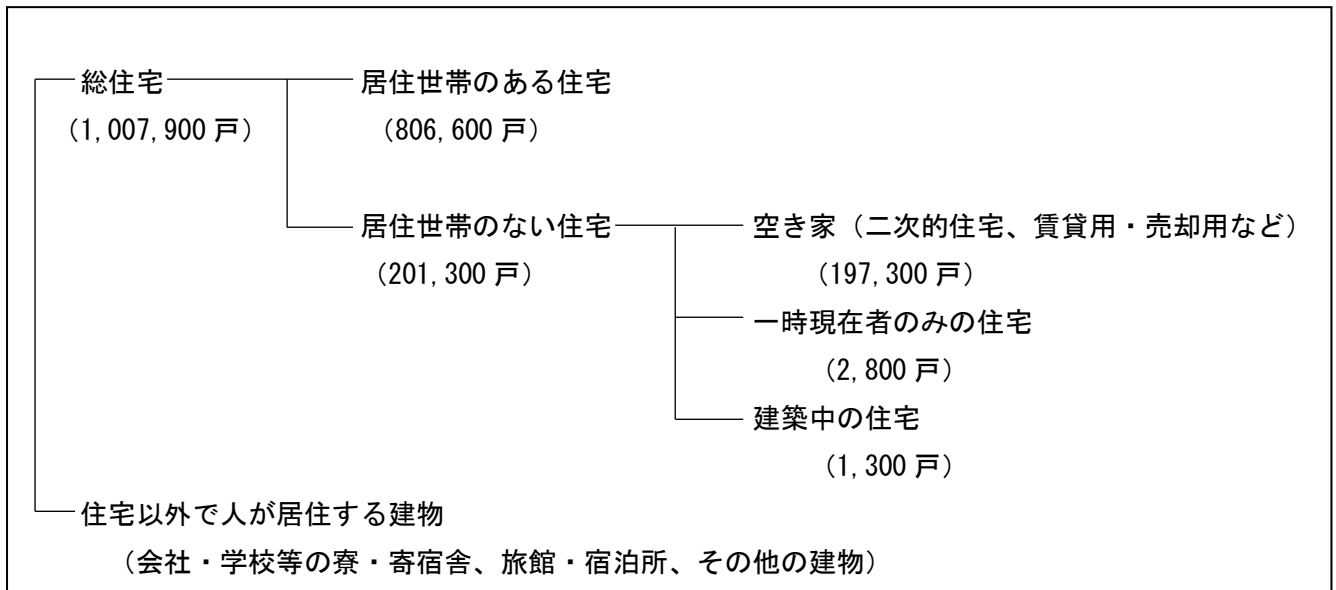 総住宅 居住世帯のある住宅
（1,007,900 戸） （806,600 戸）
居住世帯のない住宅 空き家（二次的住宅、賃貸用・売却用など）
（201,300 戸） （197,300 戸）
一時現在者のみの住宅
（2,800 戸）
建築中の住宅
（1,300 戸）
住宅以外で人が居住する建物
（会社・学校等の寮・寄宿舎、旅館・宿泊所、その他の建物）